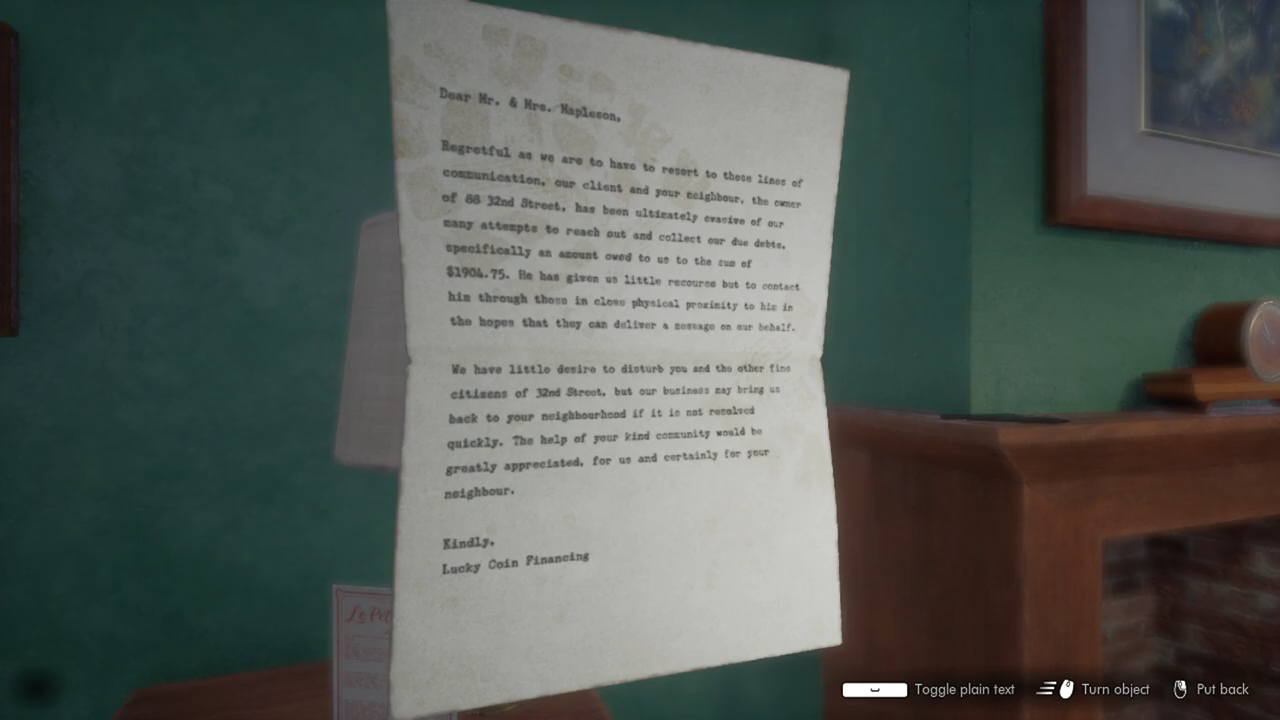 Dear Mr. & Mrs. Mapleson,
Regretful as we are to have to resort to these lines of
communication, our client and your neighbour, the owner
of 88 32nd Street, has been ultimately evasive of our
many attempts to reach out and collect our due debts,
specifically an amount owed to us to the sum of
$1904.75. He has given us little recourse but to contact
him through those in close physical proximity to him in
the hopes that they can deliver a message on our behalf.
We have little desire to disturb you and the other fine
citizens of 32nd Street, but our business may bring us
back to your neighbourhood if it is not resolved
quickly. The help of your kind community would be
greatly appreciated, for us and certainly for your
neighbour.
Kindly,
Lucky Coin Financing
Toggle plain text
Turn object
Put back